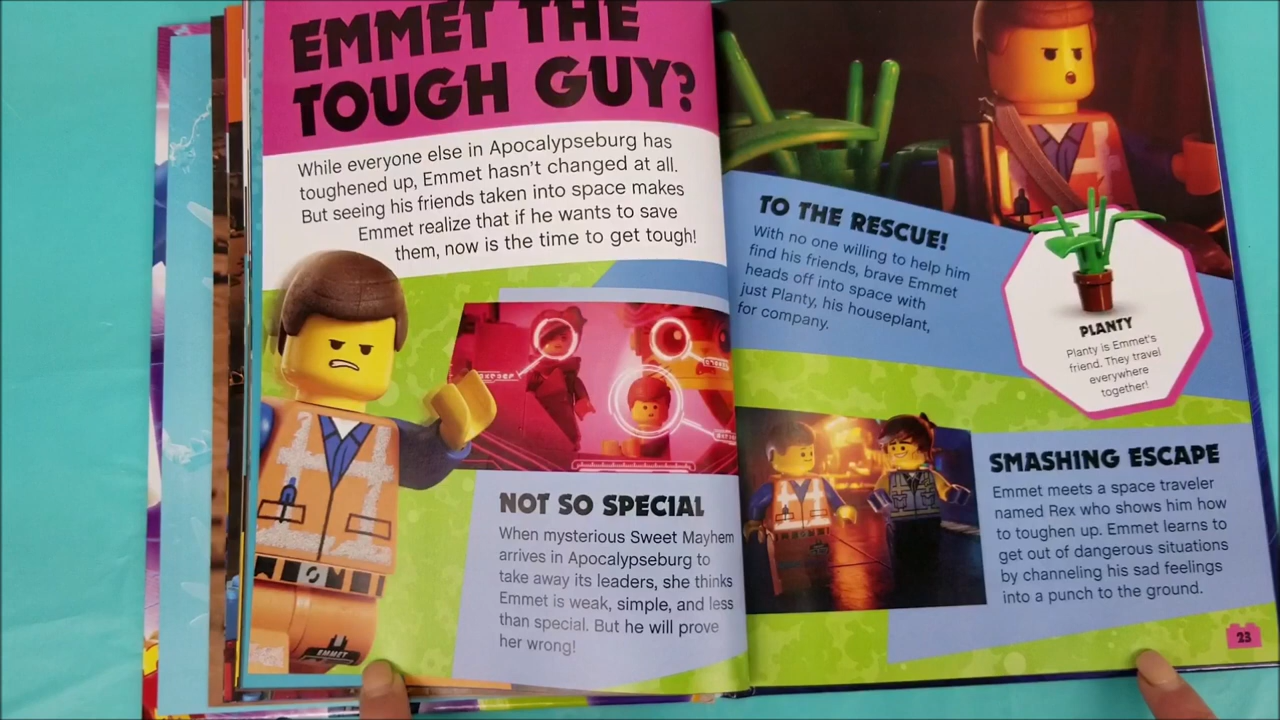 EMMET THE
TOUGH GUY?
While everyone else in Apocalypseburg has
toughened up, Emmet hasn't changed at all.
But seeing his friends taken into space makes
Emmet realize that if he wants to save
them, now is the time to get tough!
EMMET
NOT SO SPECIAL
When mysterious Sweet Mayhem
arrives in Apocalypseburg to
take away its leaders, she thinks
Emmet is weak, simple, and less
than special. But he will prove
her wrong!
TO THE RESCUE!
With no one willing to help him
find his friends, brave Emmet
heads off into space with
just Planty, his houseplant,
for company.
PLANTY
Planty is Emmet's
friend. They travel
everywhere
together!
SMASHING ESCAPE
Emmet meets a space traveler
named Rex who shows him how
to toughen up. Emmet learns to
get out of dangerous situations
by channeling his sad feelings
into a punch to the ground.
23